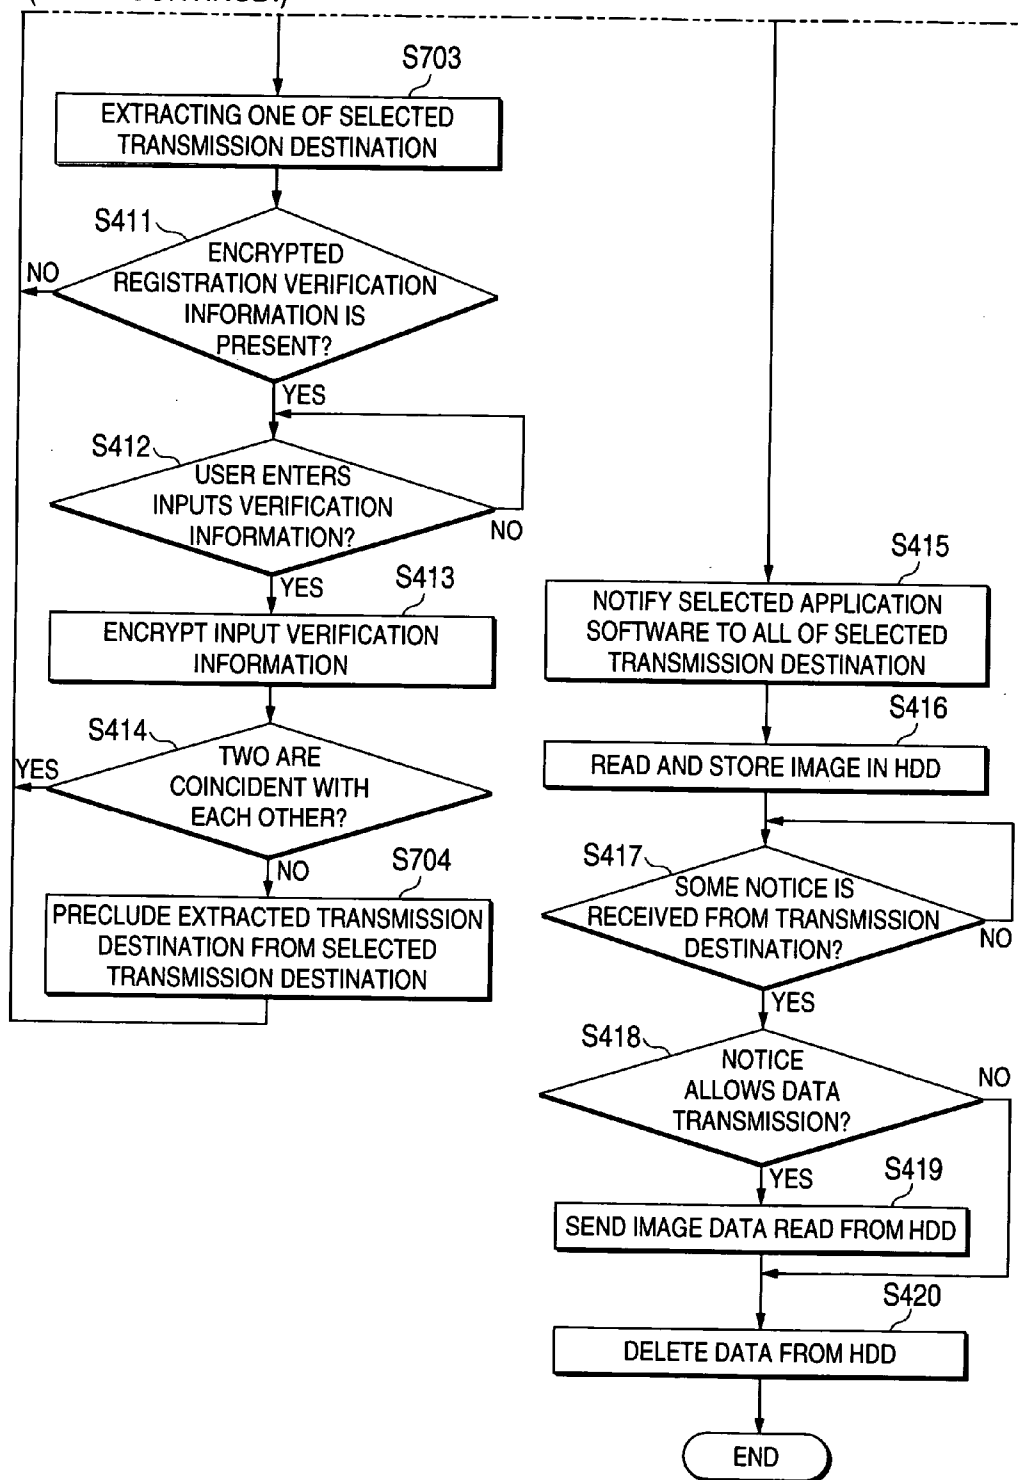 S703
EXTRACTING ONE OF SELECTED
TRANSMISSION DESTINATION
S411
ENCRYPTED
REGISTRATION VERIFICATION
INFORMATION IS
PRESENT?
NO
YES
S412
USER ENTERS
INPUTS VERIFICATION
INFORMATION?
NO
YES
S413
ENCRYPT INPUT VERIFICATION
INFORMATION
S414
TWO ARE
COINCIDENT WITH
EACH OTHER?
YES
NO
S704
PRECLUDE EXTRACTED TRANSMISSION
DESTINATION FROM SELECTED
TRANSMISSION DESTINATION
S415
NOTIFY SELECTED APPLICATION
SOFTWARE TO ALL OF SELECTED
TRANSMISSION DESTINATION
S416
READ AND STORE IMAGE IN HDD
S417
SOME NOTICE IS
RECEIVED FROM TRANSMISSION
DESTINATION?
NO
YES
S418
NOTICE
ALLOWS DATA
TRANSMISSION?
NO
YES
S419
SEND IMAGE DATA READ FROM HDD
S420
DELETE DATA FROM HDD
END